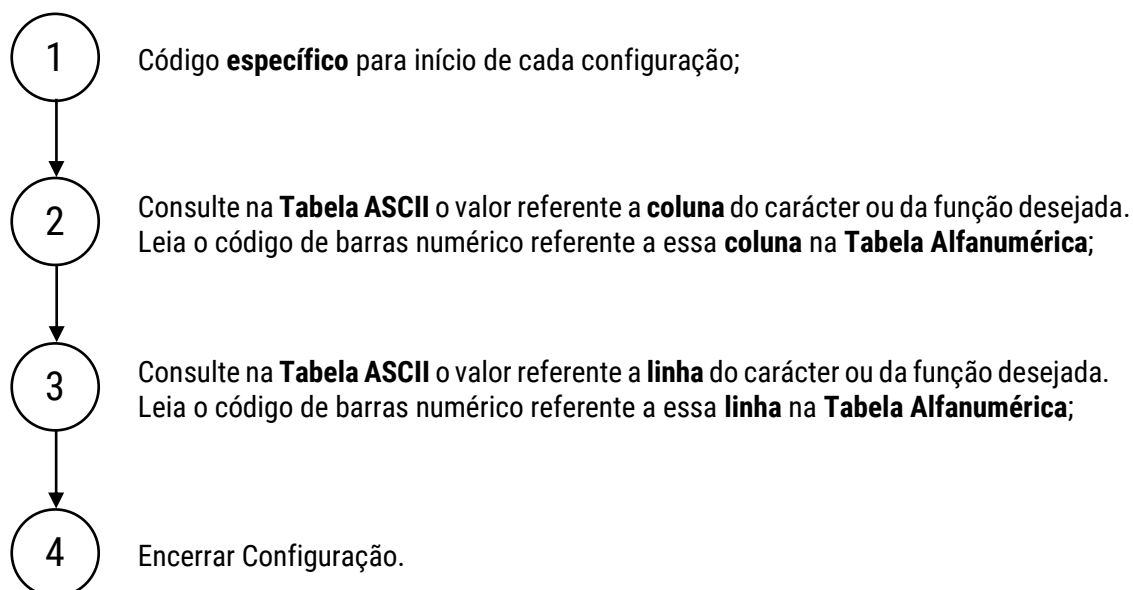 1
Código específico para início de cada configuração;
2
Consulte na Tabela ASCII o valor referente a coluna do carácter ou da função desejada.
Leia o código de barras numérico referente a essa coluna na Tabela Alfanumérica;
3
Consulte na Tabela ASCII o valor referente a linha do carácter ou da função desejada.
Leia o código de barras numérico referente a essa linha na Tabela Alfanumérica;
4
Encerrar Configuração.